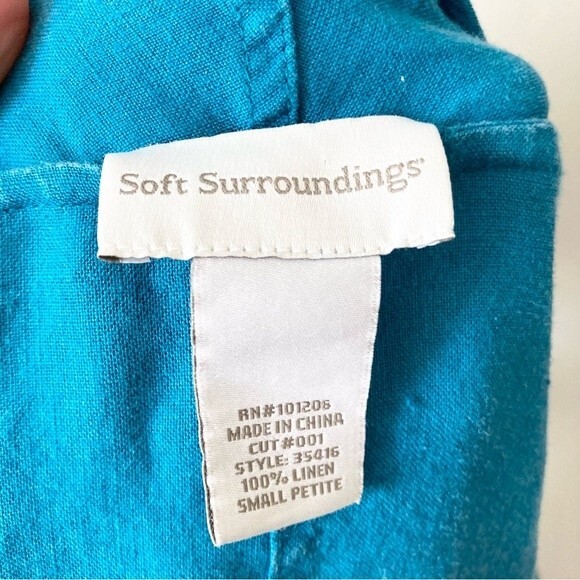 Soft Surroundings
RN#101206
MADE IN CHINA
CUT #001
STYLE: 35416
100% LINEN
SMALL PETITE